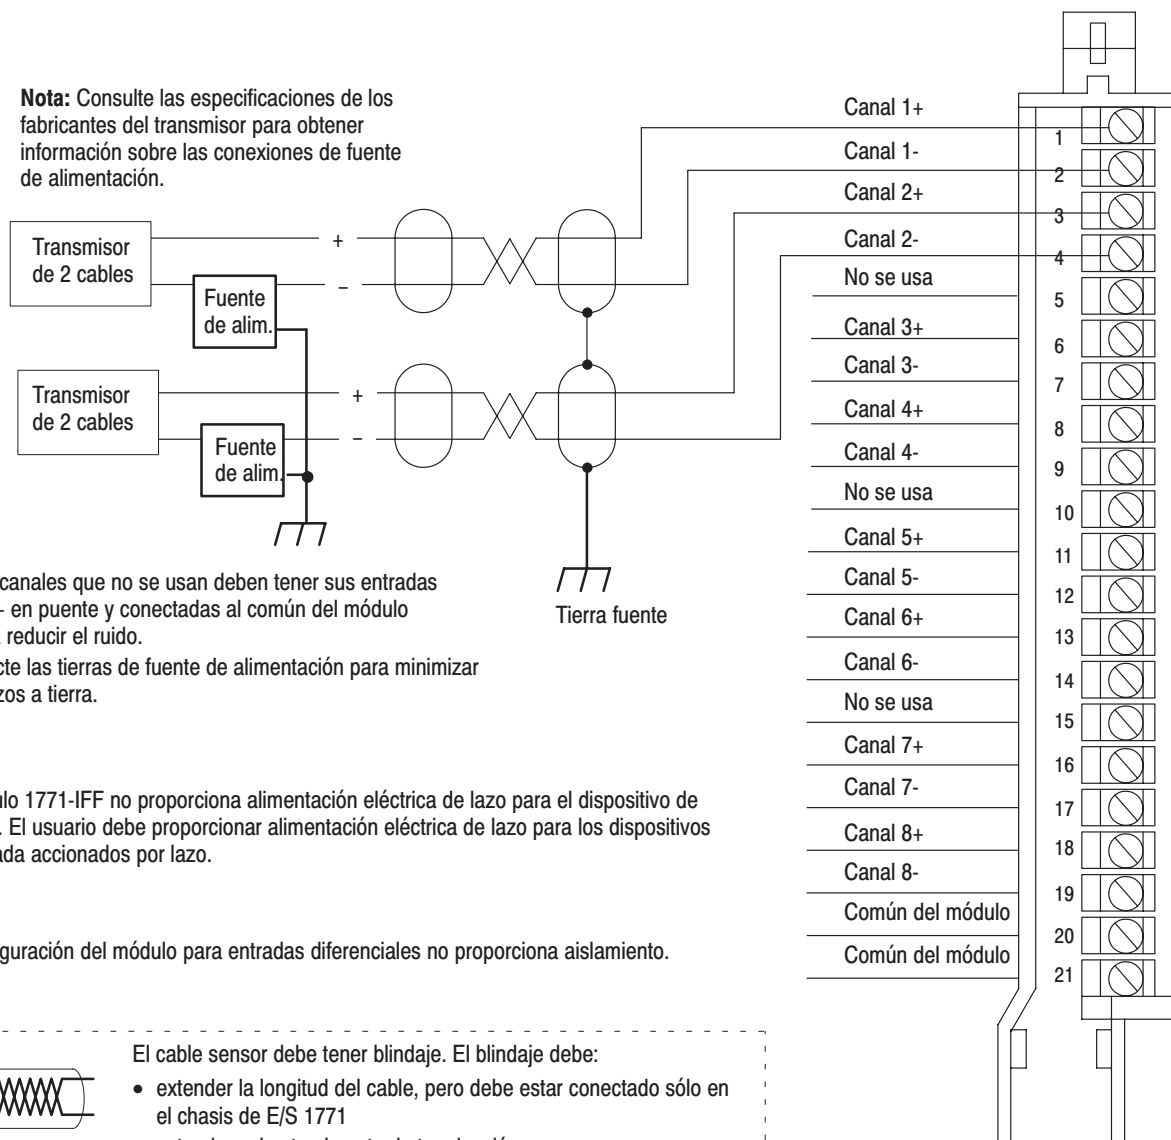 Nota: Consulte las especificaciones de los
fabricantes del transmisor para obtener
información sobre las conexiones de fuente
de alimentación.
Transmisor
de 2 cables
+
–
Fuente
de alim.
Transmisor
de 2 cables
+
–
Fuente
de alim.
Tierra fuente
canales que no se usan deben tener sus entradas
- en puente y conectadas al común del módulo
reducir el ruido.
cte las tierras de fuente de alimentación para minimizar
zos a tierra.
ulo 1771-IFF no proporciona alimentación eléctrica de lazo para el dispositivo de
. El usuario debe proporcionar alimentación eléctrica de lazo para los dispositivos
ada accionados por lazo.
guración del módulo para entradas diferenciales no proporciona aislamiento.
El cable sensor debe tener blindaje. El blindaje debe:
• extender la longitud del cable, pero debe estar conectado sólo en
el chasis de E/S 1771
Canal 1+
1
Canal 1-
2
Canal 2+
3
Canal 2-
4
No se usa
5
Canal 3+
6
Canal 3-
7
Canal 4+
8
Canal 4-
9
No se usa
10
Canal 5+
11
Canal 5-
12
Canal 6+
13
Canal 6-
14
No se usa
15
Canal 7+
16
Canal 7-
17
Canal 8+
18
Canal 8-
19
Común del módulo
20
Común del módulo
21